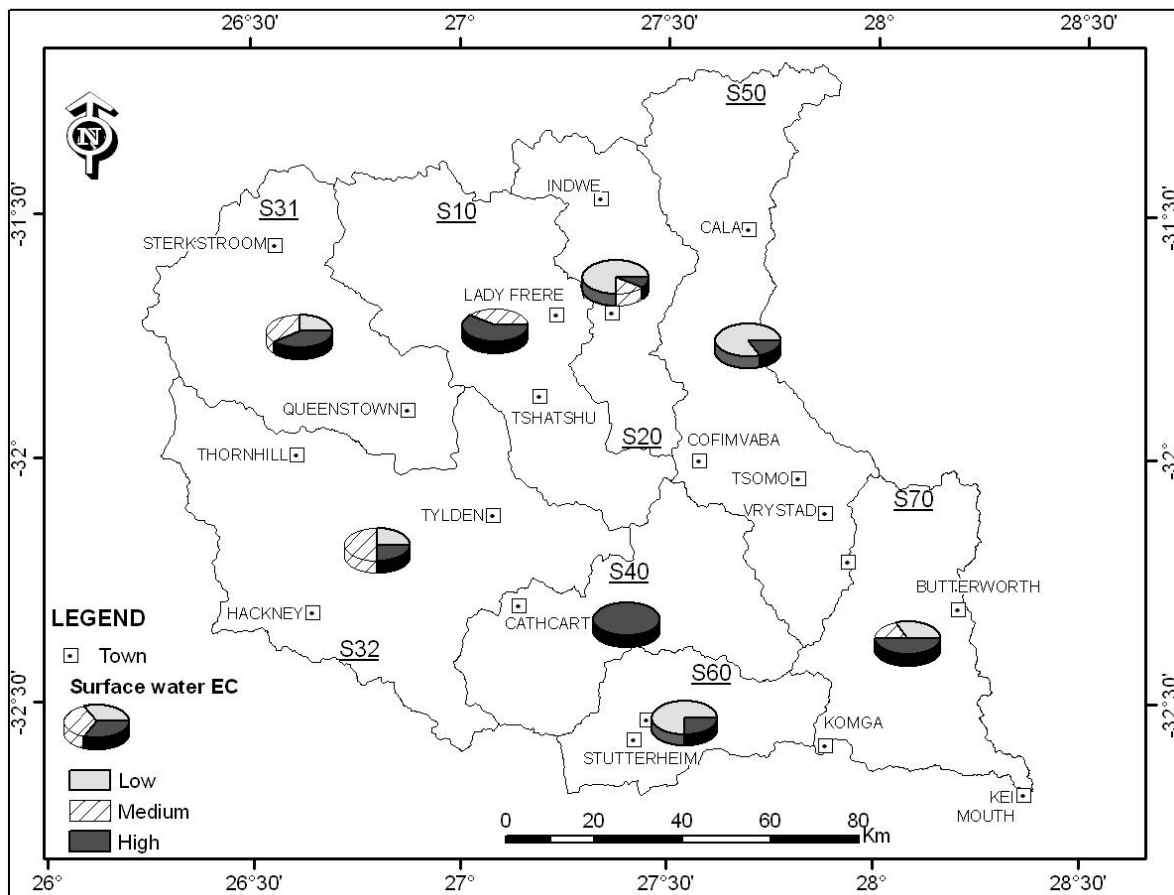 26°30' 27° 27°30' 28° 28°30'
N
S50
INDWE
-31°30' S31 S10 -31°30'
STERKSTROOM CALA
LADY FRERE
QUEENSTOWN TSHATSHU
S20
THORNHILL COFIMVABA
-32° -32°
TSOMO
S70
TYLDEN VRYSTAD
S40
BUTTERWORTH
HACKNEY CATHCART
LEGEND
Town
S32
S60
Surface water EC
-32°30' -32°30'
KOMGA
STUTTERHEIM
Low
KEI
MOUTH
Medium
High
0 20 40 60 80
Km
26° 26°30' 27° 27°30' 28° 28°30'